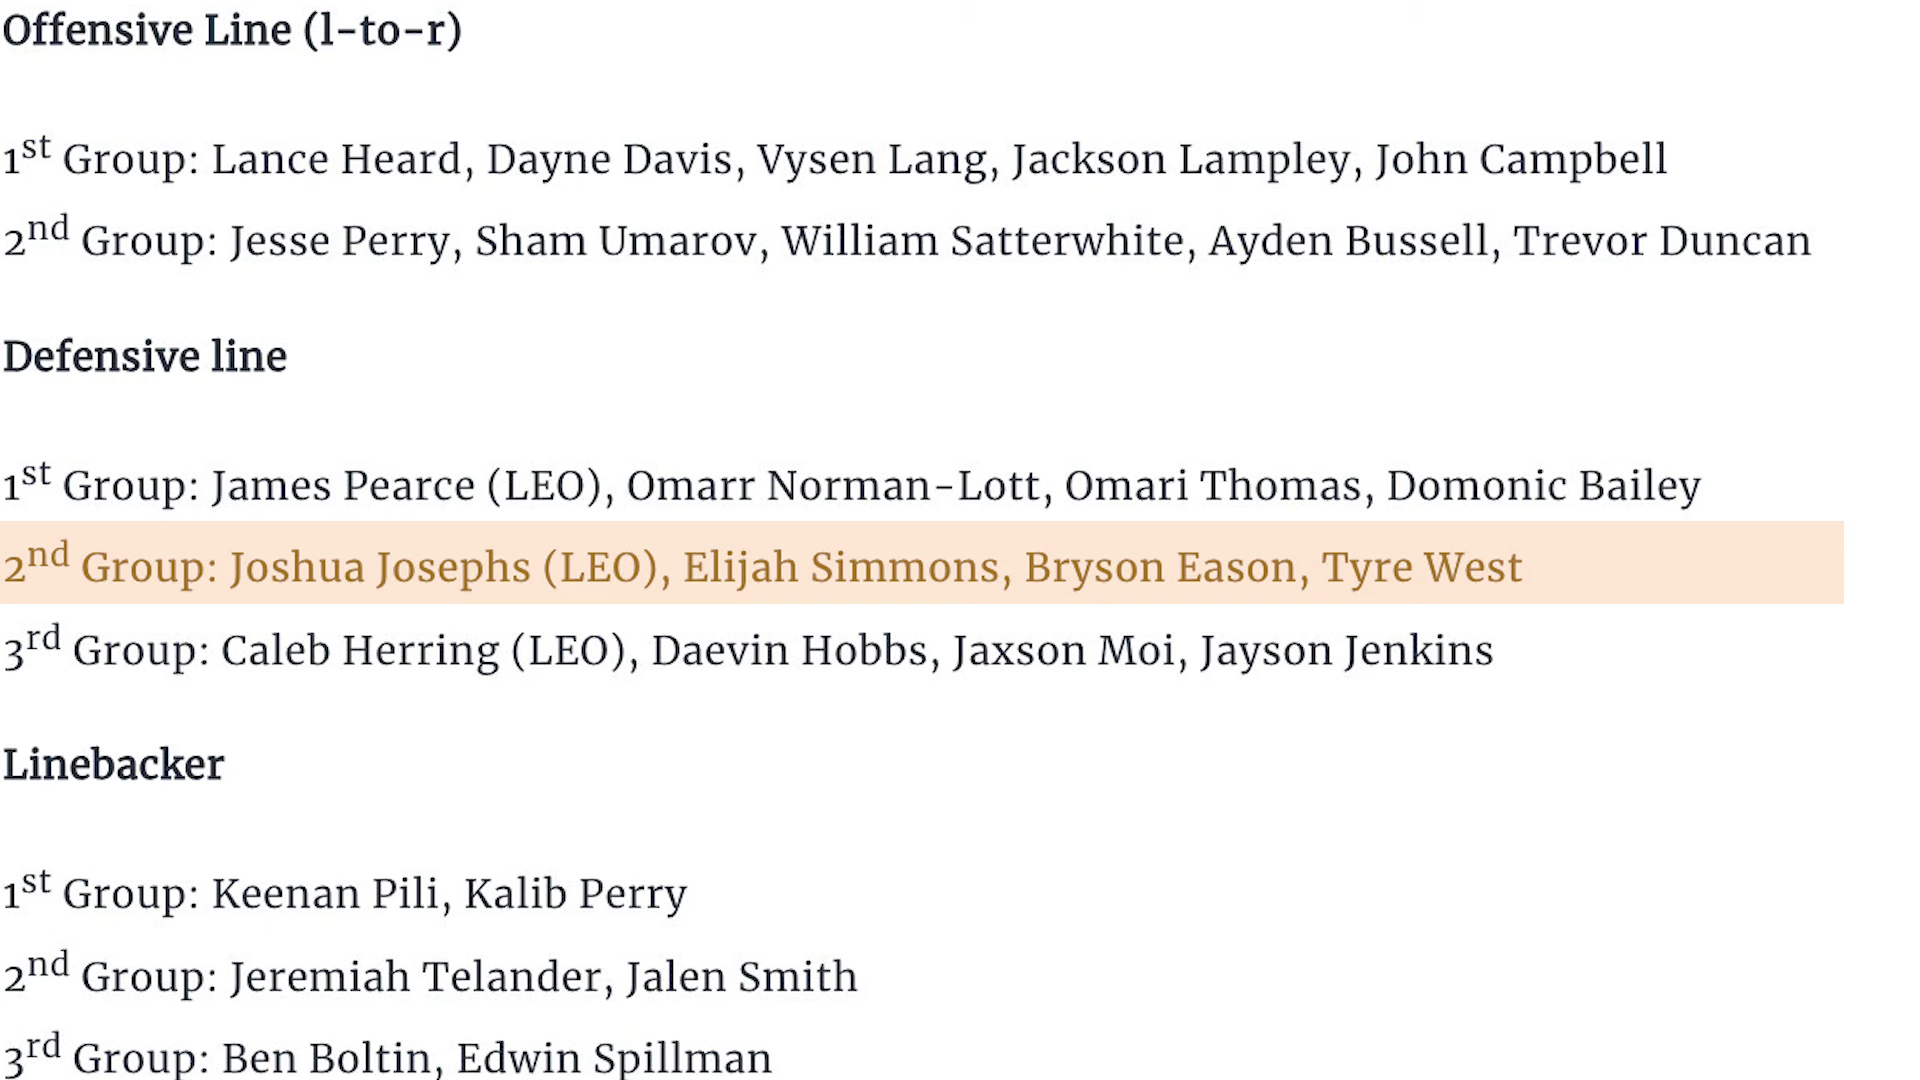 Offensive Line (l-to-r)
1st Group: Lance Heard, Dayne Davis, Vysen Lang, Jackson Lampley, John Campbell
2nd Group: Jesse Perry, Sham Umarov, William Satterwhite, Ayden Bussell, Trevor Duncan
Defensive line
1st Group: James Pearce (LEO), Omarr Norman-Lott, Omari Thomas, Domonic Bailey
2nd Group: Joshua Josephs (LEO), Elijah Simmons, Bryson Eason, Tyre West
3rd Group: Caleb Herring (LEO), Daevin Hobbs, Jaxson Moi, Jayson Jenkins
Linebacker
1st Group: Keenan Pili, Kalib Perry
2nd Group: Jeremiah Telander, Jalen Smith
3rd Group: Ben Boltin, Edwin Spillman